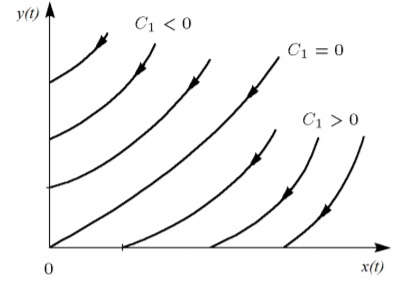 y(t)
C₁ < 0
C₁ = 0
C₁ > 0
0
x(t)